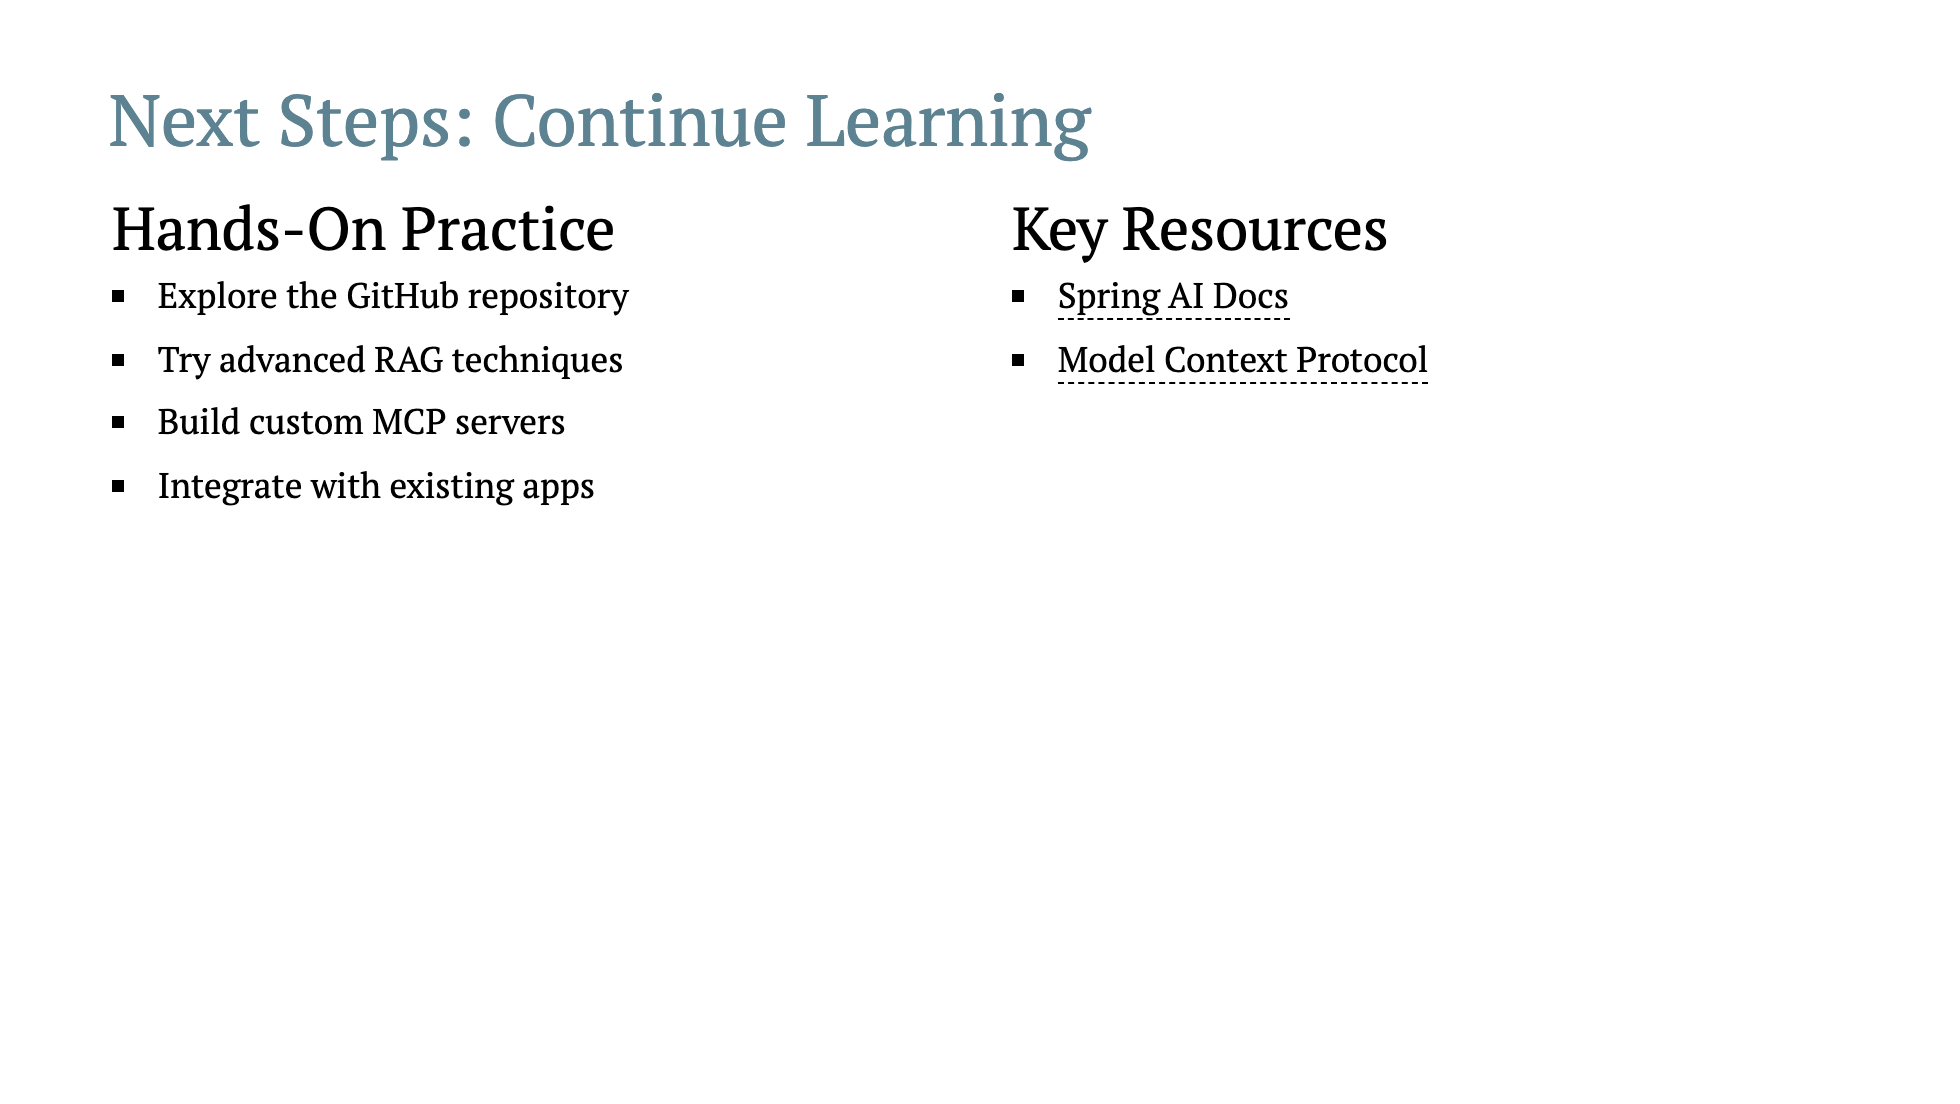 Next Steps: Continue Learning
Hands-On Practice
Explore the GitHub repository
Try advanced RAG techniques
Build custom MCP servers
Integrate with existing apps
Key Resources
Spring AI Docs
Model Context Protocol